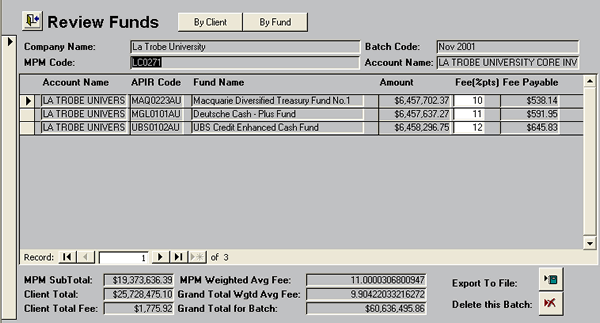 Review Funds By Client By Fund
Company Name: La Trobe University Batch Code: Nov 2001
MPM Code: LC0271 Account Name: LA TROBE UNIVERSITY CORE INV
Account Name APIR Code Fund Name Amount Fee(%pts) Fee Payable
LA TROBE UNIVERS MAQ0223AU Macquarie Diversified Treasury Fund No.1 $6,457,702.37 10 $538.14
LA TROBE UNIVERS MGL0101AU Deutsche Cash - Plus Fund $6,457,637.27 11 $591.95
LA TROBE UNIVERS UBS0102AU UBS Credit Enhanced Cash Fund $6,458,296.75 12 $645.83
Record: 1 of 3
MPM SubTotal: $19,373,636.39 MPM Weighted Avg Fee: 11.0000306800947 Export To File:
Client Total: $25,728,475.10 Grand Total Wgtd Avg Fee: 9.90422033216272
Client Total Fee: $1,775.92 Grand Total for Batch: $60,636,495.86 Delete this Batch: